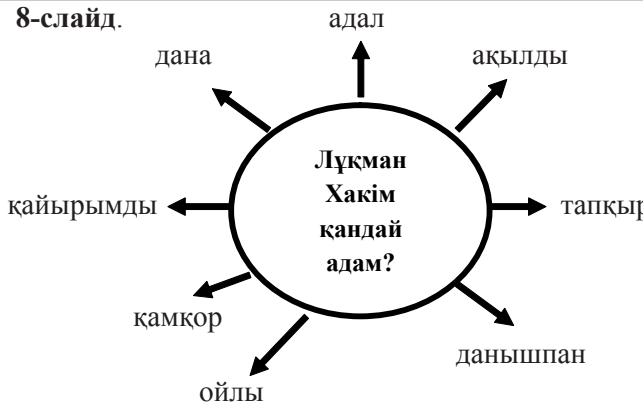 8-слайд.
адал
дана
ақылды
Лұқман
Хакім
қандай
адам?
қайырымды
тапқыр
қамқор
данышпан
ойлы